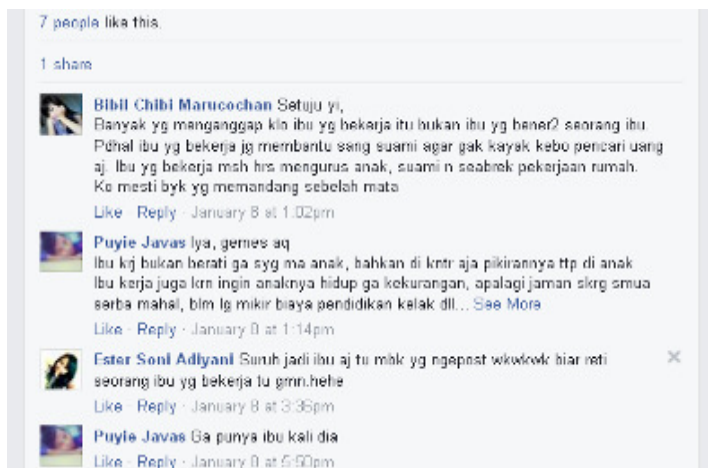 7 people like this.
1 share
Bibil Chibi Marucochan Setuju yi,
Banyak yg menganggap klo ibu yg bekerja itu bukan ibu yg bener2 seorang ibu.
Pdhal ibu yg bekerja jg membantu sang suami agar gak kayak kebo pencari uang
aj. Ibu yg bekerja msh hrs mengurus anak, suami n seabrek pekerjaan rumah.
Ko mesti byk yg memandang sebelah mata
Like · Reply · January 8 at 1:02pm
Puyie Javas Iya, gemes aq
Ibu krj bukan berati ga syg ma anak, bahkan di kntr aja pikirannya ttp di anak
Ibu kerja juga krn ingin anaknya hidup ga kekurangan, apalagi jaman skrg smua
serba mahal, blm lg mikir biaya pendidikan kelak dll... See More
Like · Reply · January 8 at 1:14pm
Ester Soni Adiyani Suruh jadi ibu aj tu mbk yg ngepost wkwkwk biar reti
seorang ibu yg bekerja tu gmn.hehe
Like · Reply · January 8 at 3:36pm
Puyie Javas Ga punya ibu kali dia
Like · Reply · January 8 at 5:50pm